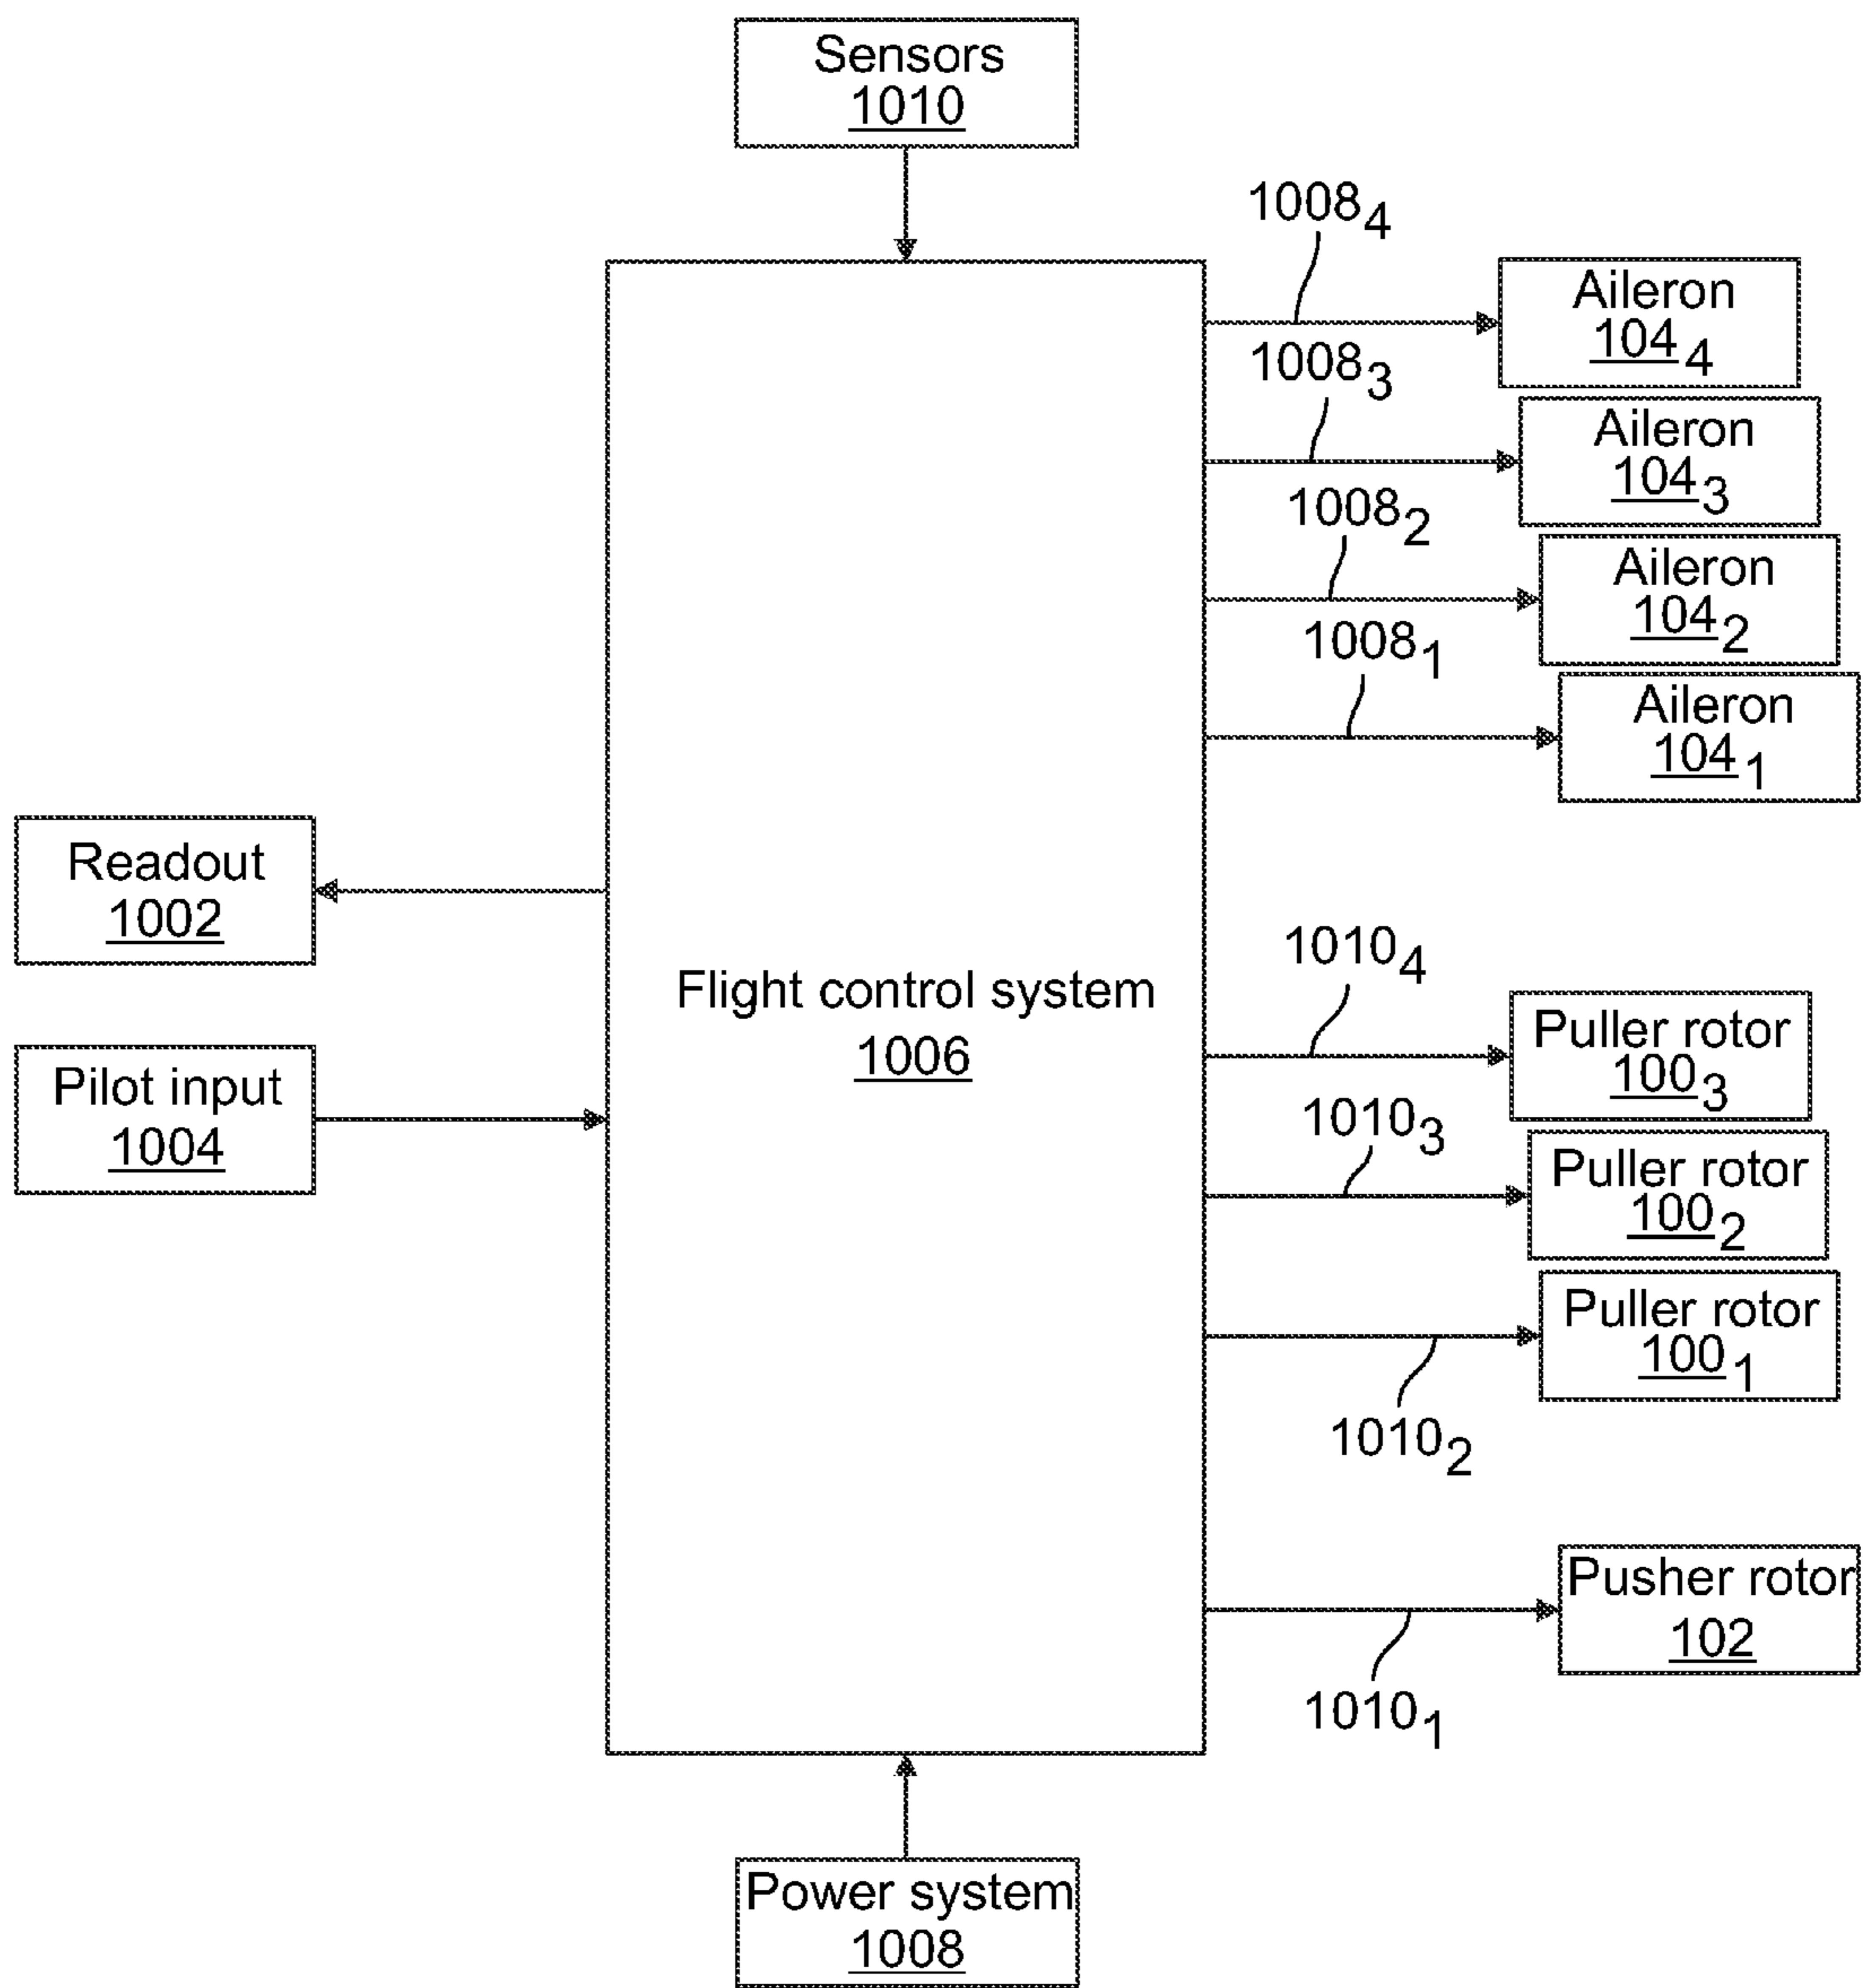 Sensors
1010
1008₄
Aileron
104₄
1008₃
Aileron
104₃
1008₂
Aileron
104₂
1008₁
Aileron
104₁
Readout
1002
Pilot input
1004
Flight control system
1006
1010₄
Puller rotor
100₃
1010₃
Puller rotor
100₂
Puller rotor
100₁
1010₂
Pusher rotor
102
1010₁
Power system
1008